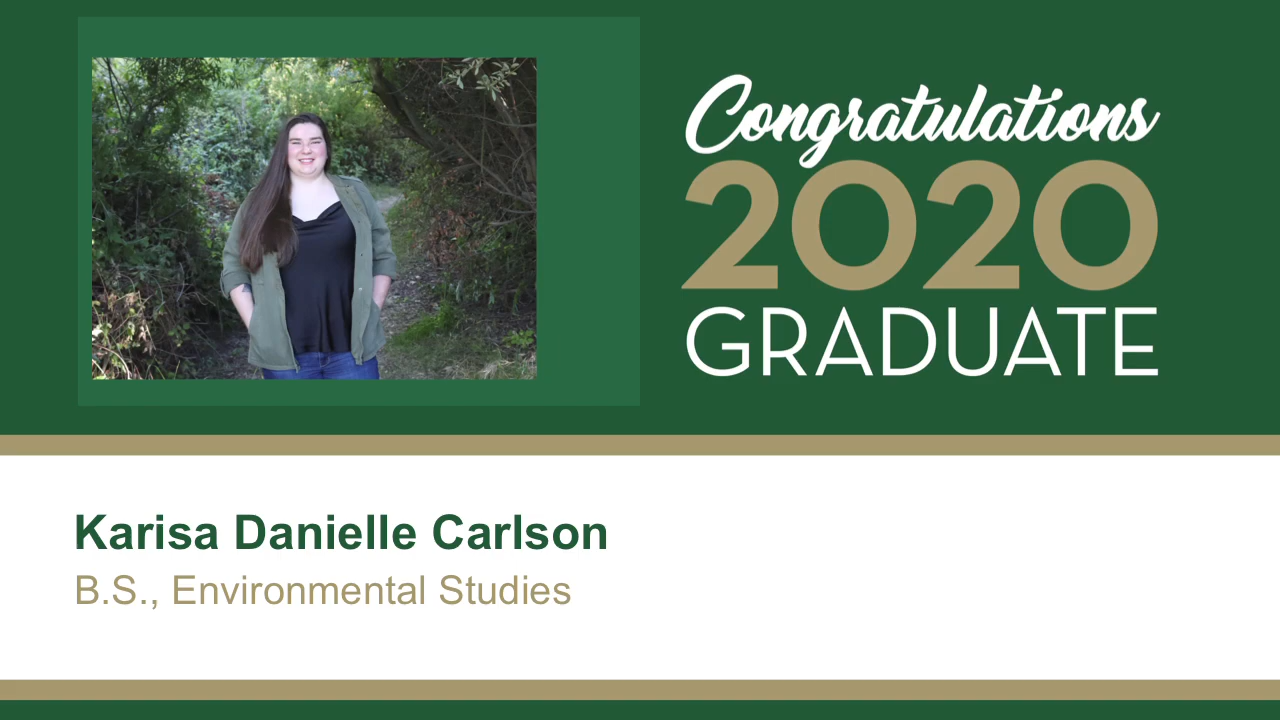 Congratulations
2020
GRADUATE
Karisa Danielle Carlson
B.S., Environmental Studies